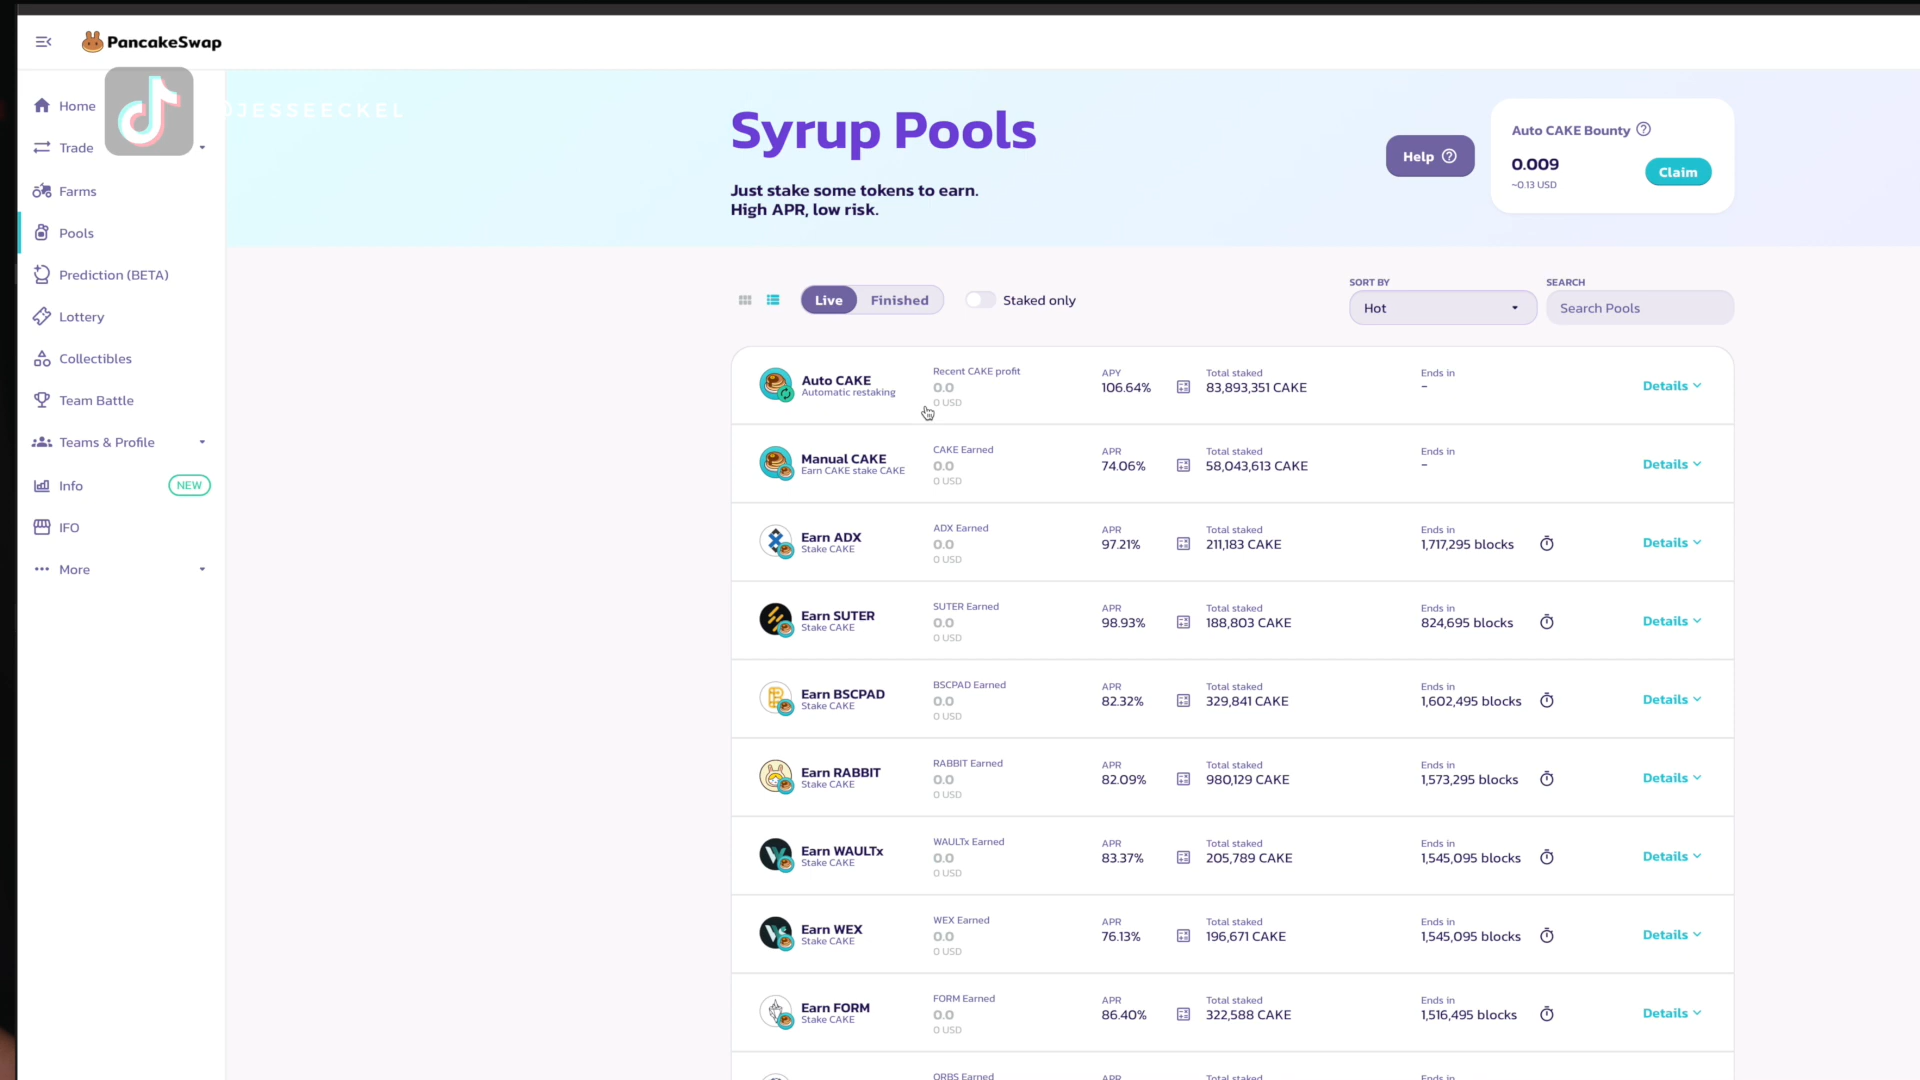 PancakeSwap
JESSEECKEL
Home
Trade
Farms
Pools
Prediction (BETA)
Lottery
Collectibles
Team Battle
Teams & Profile
Info
NEW
IFO
More
Syrup Pools
Just stake some tokens to earn.
High APR, low risk.
Help
Auto CAKE Bounty
0.009
~0.13 USD
Claim
Live
Finished
Staked only
SORT BY
Hot
SEARCH
Search Pools
Auto CAKE
Automatic restaking
Recent CAKE profit
0.0
0 USD
APY
106.64%
Total staked
83,893,351 CAKE
Ends in
-
Details
Manual CAKE
Earn CAKE stake CAKE
CAKE Earned
0.0
0 USD
APR
74.06%
Total staked
58,043,613 CAKE
Ends in
-
Details
Earn ADX
Stake CAKE
ADX Earned
0.0
0 USD
APR
97.21%
Total staked
211,183 CAKE
Ends in
1,717,295 blocks
Details
Earn SUTER
Stake CAKE
SUTER Earned
0.0
0 USD
APR
98.93%
Total staked
188,803 CAKE
Ends in
824,695 blocks
Details
Earn BSCPAD
Stake CAKE
BSCPAD Earned
0.0
0 USD
APR
82.32%
Total staked
329,841 CAKE
Ends in
1,602,495 blocks
Details
Earn RABBIT
Stake CAKE
RABBIT Earned
0.0
0 USD
APR
82.09%
Total staked
980,129 CAKE
Ends in
1,573,295 blocks
Details
Earn WAULTx
Stake CAKE
WAULTx Earned
0.0
0 USD
APR
83.37%
Total staked
205,789 CAKE
Ends in
1,545,095 blocks
Details
Earn WEX
Stake CAKE
WEX Earned
0.0
0 USD
APR
76.13%
Total staked
196,671 CAKE
Ends in
1,545,095 blocks
Details
Earn FORM
Stake CAKE
FORM Earned
0.0
0 USD
APR
86.40%
Total staked
322,588 CAKE
Ends in
1,516,495 blocks
Details
ORBS Earned
APR
Total staked
Ends in